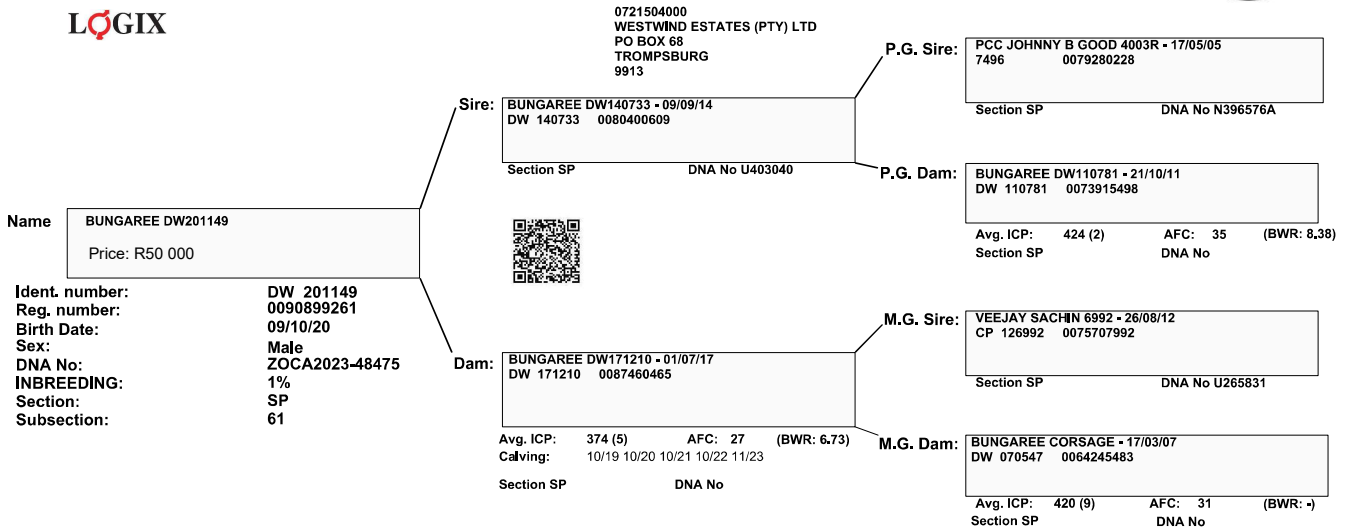 LOGIX
0721504000
WESTWIND ESTATES (PTY) LTD
PO BOX 68
TROMPSBURG
9913
Name
BUNGAREE DW201149
Price: R50 000
Ident. number: DW 201149
Reg. number: 0090899261
Birth Date: 09/10/20
Sex: Male
DNA No: ZOCA2023-48475
INBREEDING: 1%
Section: SP
Subsection: 61
Sire:
BUNGAREE DW140733 - 09/09/14
DW 140733 0080400609
Section SP DNA No U403040
Dam:
BUNGAREE DW171210 - 01/07/17
DW 171210 0087460465
Avg. ICP: 374 (5) AFC: 27 (BWR: 6.73)
Calving: 10/19 10/20 10/21 10/22 11/23
Section SP DNA No
P.G. Sire:
PCC JOHNNY B GOOD 4003R - 17/05/05
7496 0079280228
Section SP DNA No N396576A
P.G. Dam:
BUNGAREE DW110781 - 21/10/11
DW 110781 0073915498
Avg. ICP: 424 (2) AFC: 35 (BWR: 8.38)
Section SP DNA No
M.G. Sire:
VEEJAY SACHIN 6992 - 26/08/12
CP 126992 0075707992
Section SP DNA No U265831
M.G. Dam:
BUNGAREE CORSAGE - 17/03/07
DW 070547 0064245483
Avg. ICP: 420 (9) AFC: 31 (BWR: -)
Section SP DNA No